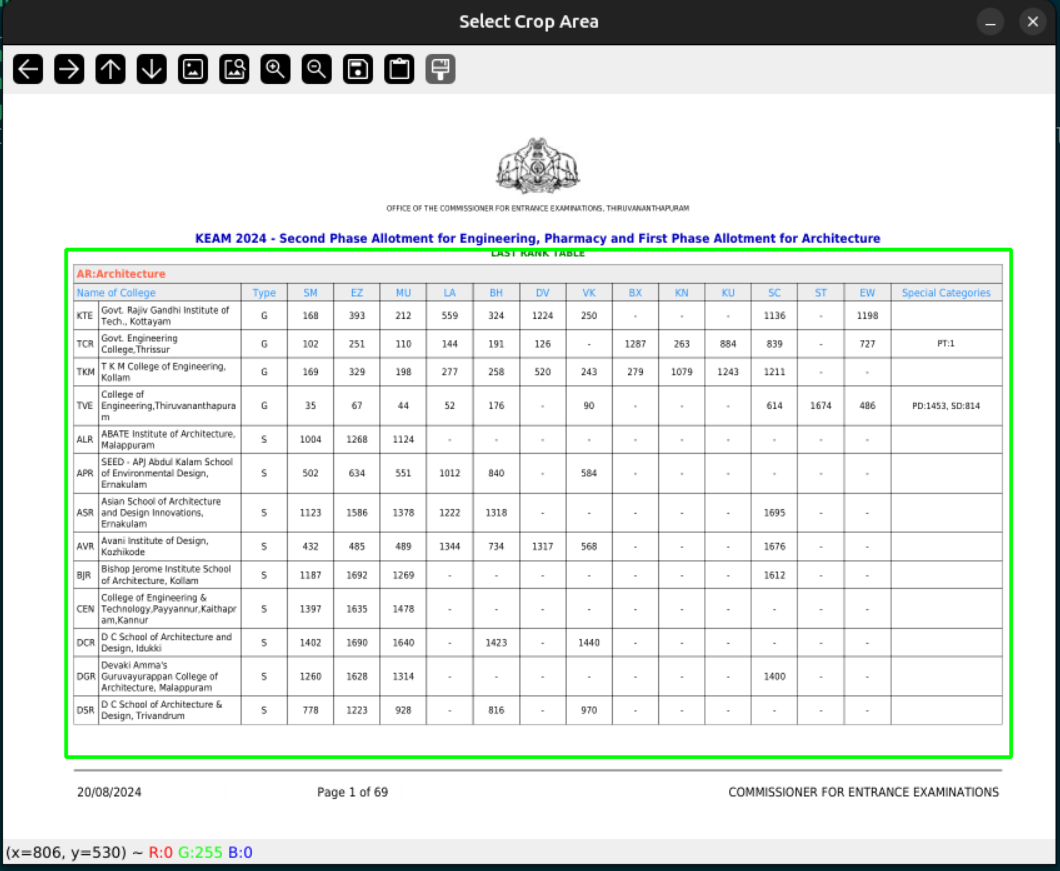 Select Crop Area
OFFICE OF THE COMMISSIONER FOR ENTRANCE EXAMINATIONS, THIRUVANANTHAPURAM
KEAM 2024 - Second Phase Allotment for Engineering, Pharmacy and First Phase Allotment for Architecture
LAST RANK TABLE
AR:Architecture
Name of College Type SM EZ MU LA BH DV VK BX KN KU SC ST EW Special Categories
KTE Govt. Rajiv Gandhi Institute of
Tech., Kottayam G 168 393 212 559 324 1224 250 - - - 1136 - 1198
TCR Govt. Engineering
College,Thrissur G 102 251 110 144 191 126 - 1287 263 884 839 - 727 PT:1
TKM T K M College of Engineering,
Kollam G 169 329 198 277 258 520 243 279 1079 1243 1211 - -
TVE College of
Engineering,Thiruvananthapura
m G 35 67 44 52 176 - 90 614 1674 486 PD:1453, SD:814
ALR ABATE Institute of Architecture,
Malappuram S 1004 1268 1124 - - - - - - - - - -
APR SEED - APJ Abdul Kalam School
of Environmental Design,
Ernakulam S 502 634 551 1012 840 - 584 - - - - - -
ASR Asian School of Architecture
and Design Innovations,
Ernakulam S 1123 1586 1378 1222 1318 - - - - - 1695 - -
AVR Avani Institute of Design,
Kozhikode S 432 485 489 1344 734 1317 568 - - - 1676 - -
BJR Bishop Jerome Institute School
of Architecture, Kollam S 1187 1692 1269 - - - - - - - 1612 - -
CEN College of Engineering &
Technology,Payyannur,Kaithapr
am,Kannur S 1397 1635 1478 - - - - - - - - - -
DCR D C School of Architecture and
Design, Idukki S 1402 1690 1640 - 1423 - 1440 - - - - - -
DGR Devaki Amma's
Guruvayurappan College of
Architecture, Malappuram S 1260 1628 1314 - - - - - - - 1400 - -
DSR D C School of Architecture &
Design, Trivandrum S 778 1223 928 - 816 - 970 - - - - - -
20/08/2024 Page 1 of 69 COMMISSIONER FOR ENTRANCE EXAMINATIONS
(x=806, y=530) ~ R:0 G:255 B:0